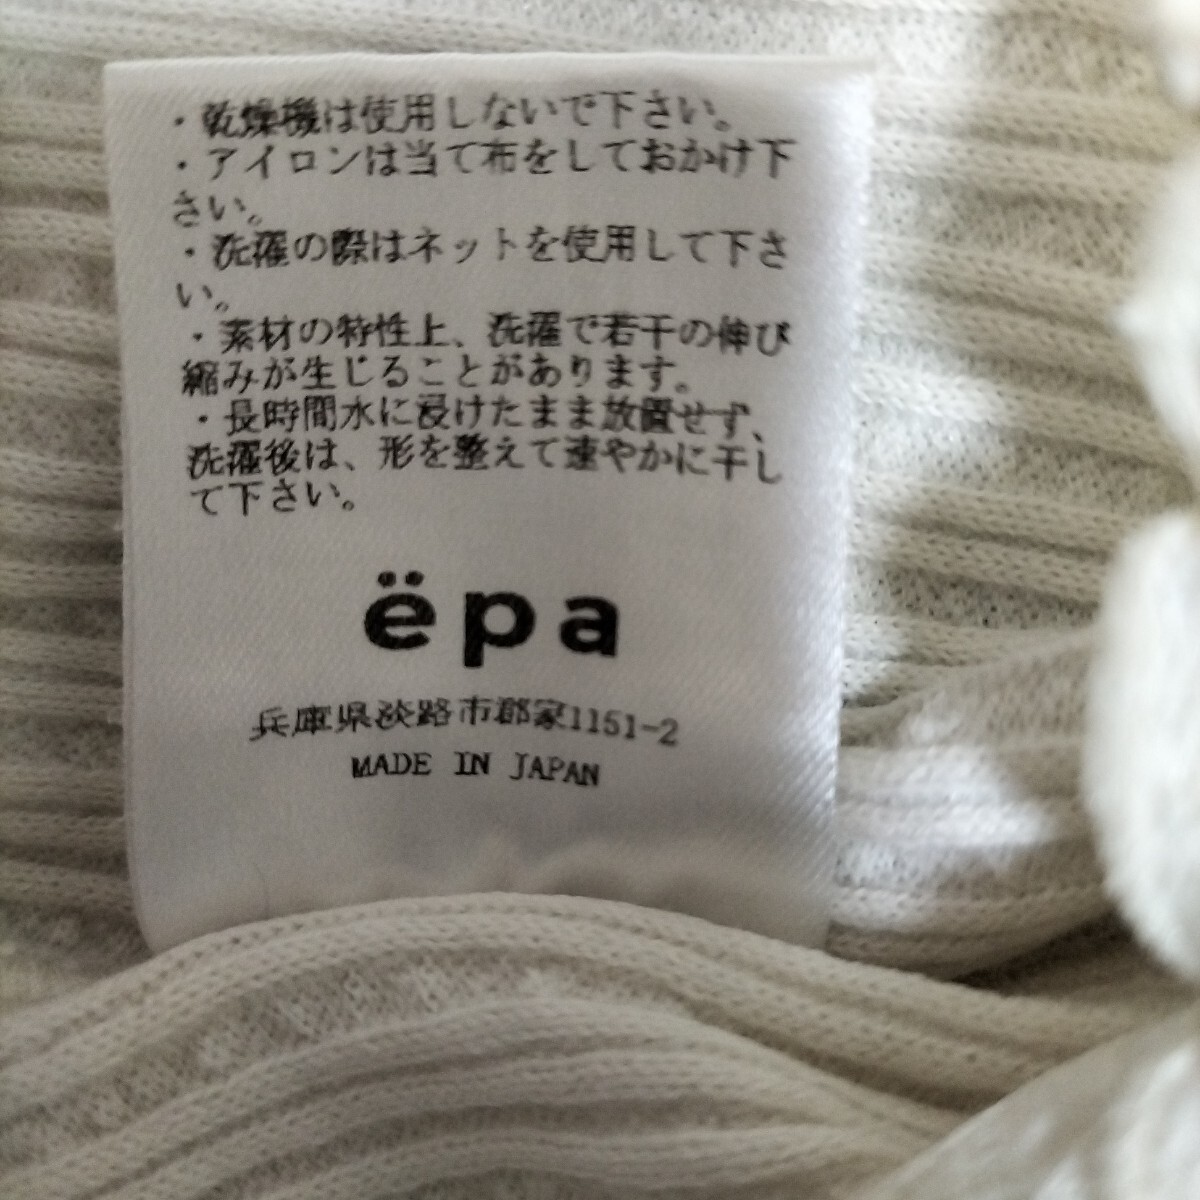 ・乾燥機は使用しないで下さい。
・アイロンは当て布をしておかけ下
さい。
・洗濯の際はネットを使用して下さ
い。
・素材の特性上、洗濯で若干の伸び
縮みが生じることがあります。
・長時間水に浸けたまま放置せず、
洗濯後は、形を整えて速やかに干し
て下さい。
ëpa
兵庫県淡路市郡家1151-2
MADE IN JAPAN